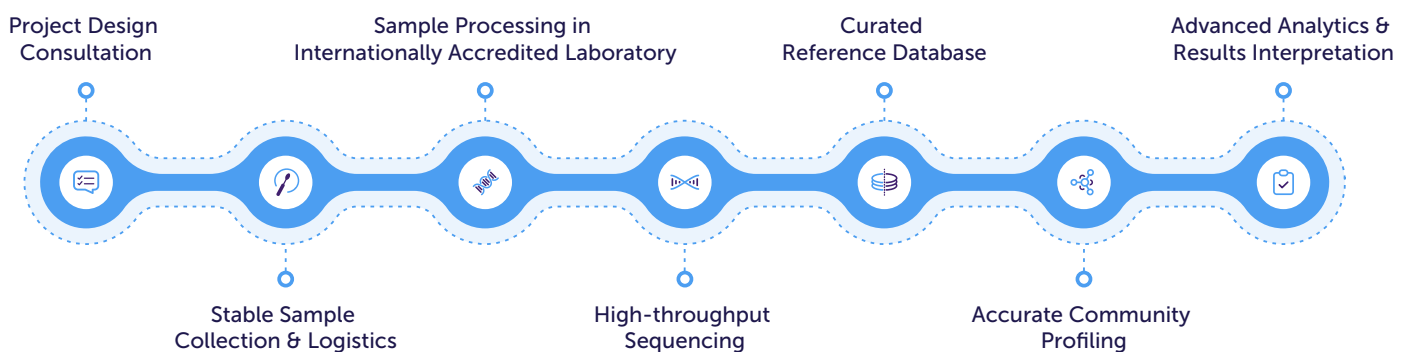 Project Design
Consultation
Stable Sample
Collection & Logistics
Sample Processing in
Internationally Accredited Laboratory
High-throughput
Sequencing
Curated
Reference Database
Accurate Community
Profiling
Advanced Analytics &
Results Interpretation